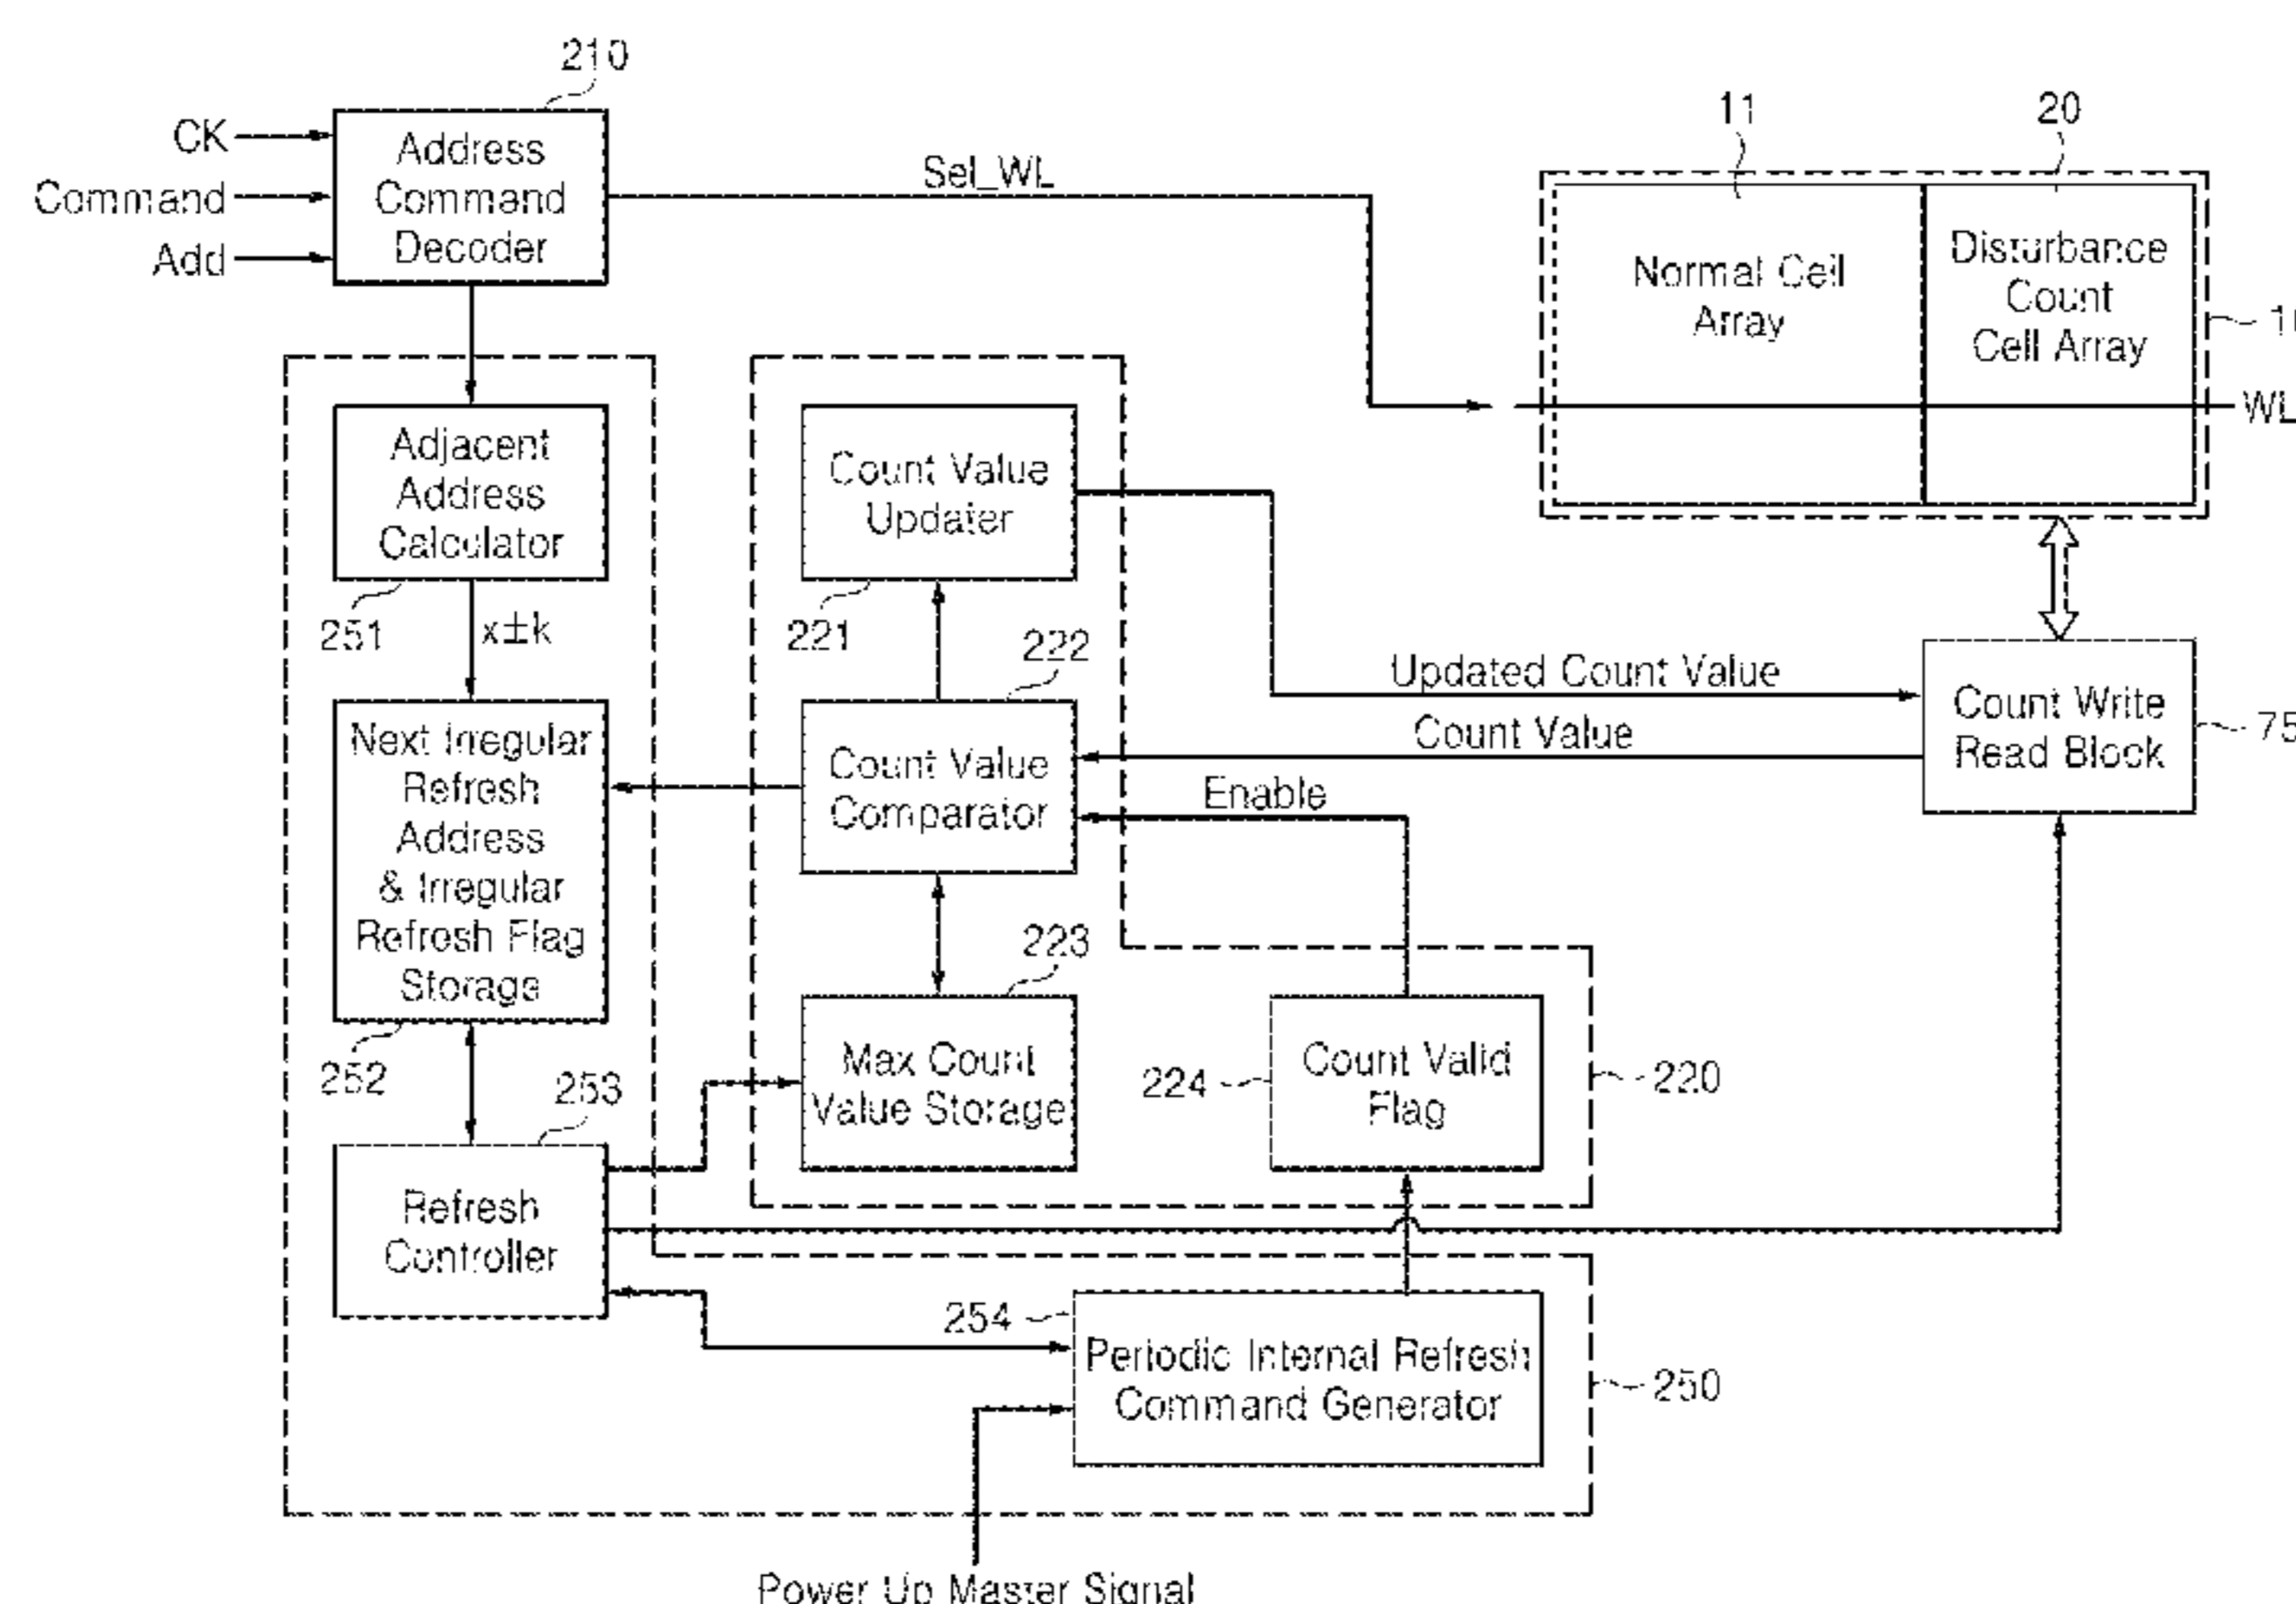 210
CK
Command
Add
Address
Command
Decoder
Sel_WL
11
20
Normal Cell
Array
Disturbance
Count
Cell Array
WL
Adjacent
Address
Calculator
251
x±k
Count Value
Updater
221
222
Updated Count Value
Count Value
Enable
Count Write
Read Block
75
Next Irregular
Refresh
Address
& Irregular
Refresh Flag
Storage
252
Count Value
Comparator
223
Max Count
Value Storage
224
Count Valid
Flag
220
253
Refresh
Controller
254
Periodic Internal Refresh
Command Generator
250
Power Up Master Signal